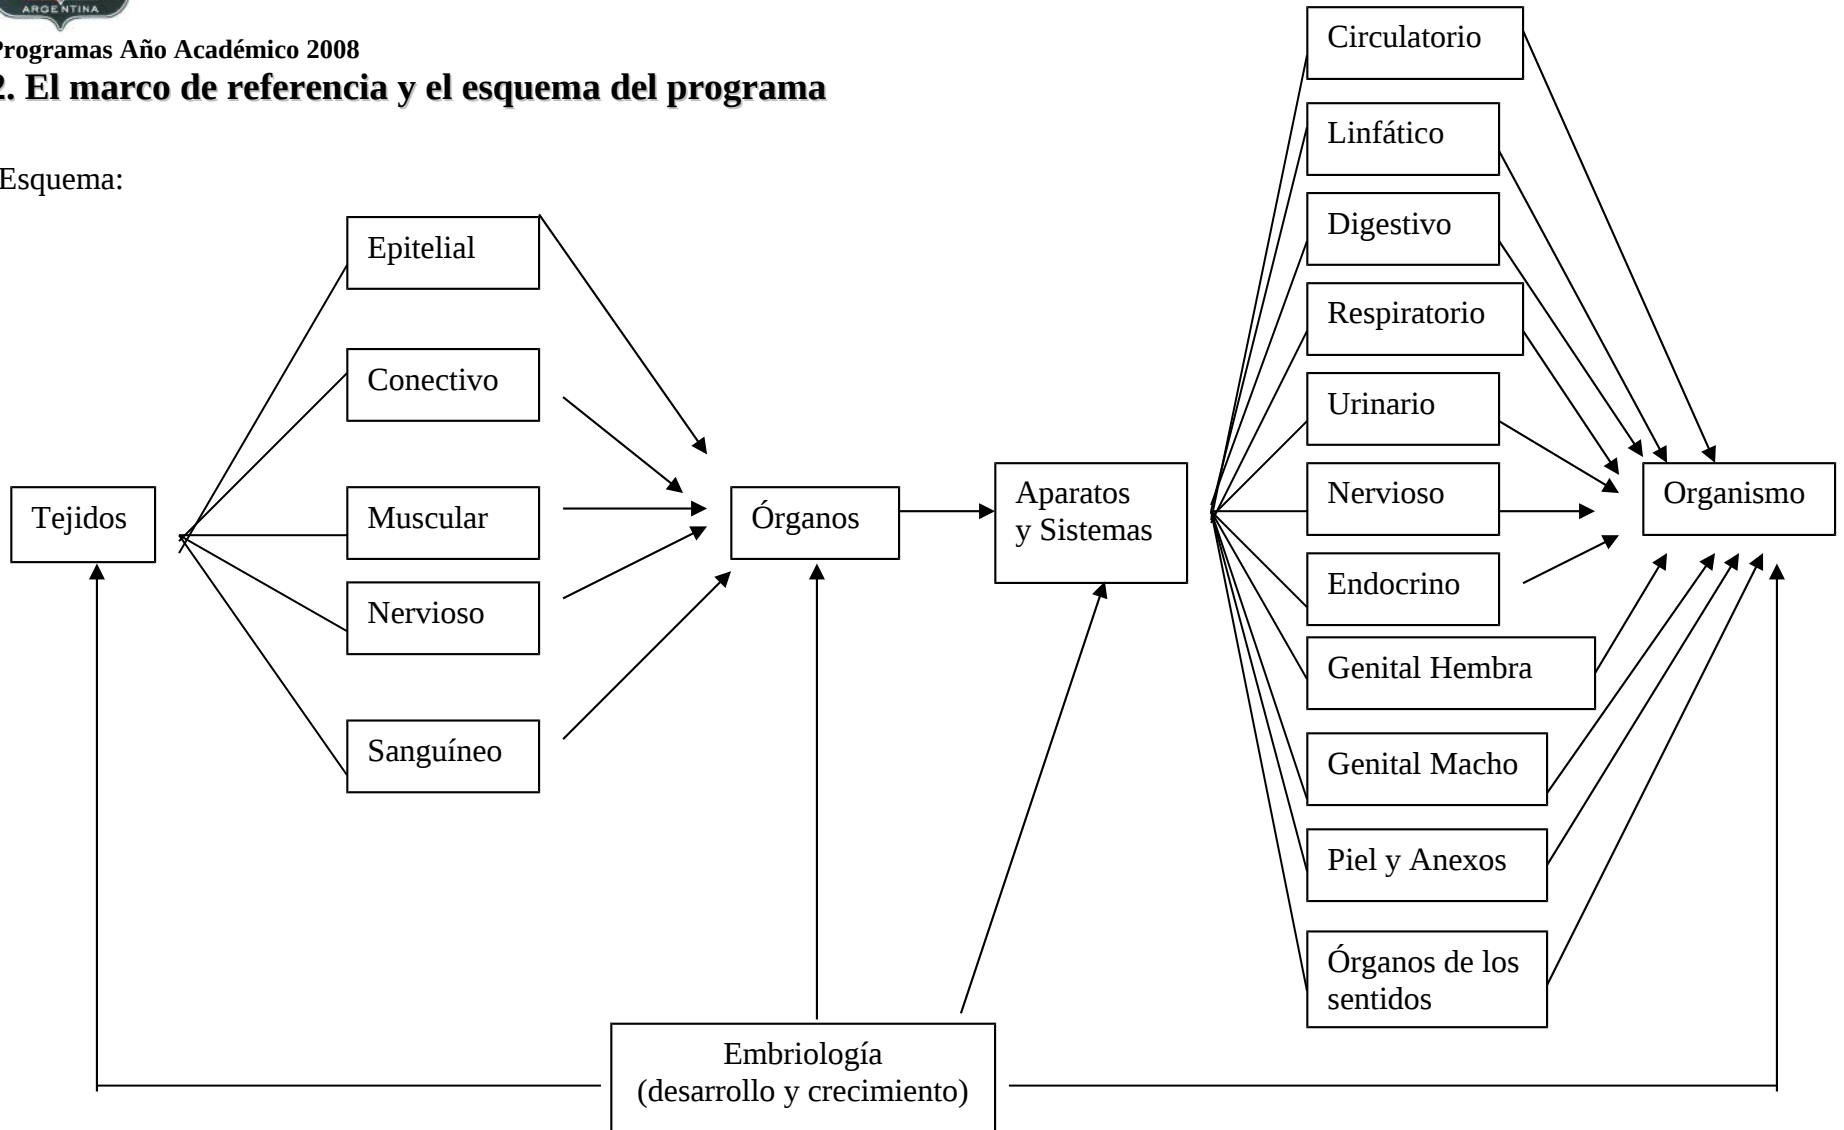 ARGENTINA
Programas Año Académico 2008
2. El marco de referencia y el esquema del programa
Esquema:
Tejidos
Epitelial
Conectivo
Muscular
Nervioso
Sanguíneo
Órganos
Aparatos
y Sistemas
Circulatorio
Linfático
Digestivo
Respiratorio
Urinario
Nervioso
Endocrino
Genital Hembra
Genital Macho
Piel y Anexos
Órganos de los
sentidos
Organismo
Embriología
(desarrollo y crecimiento)